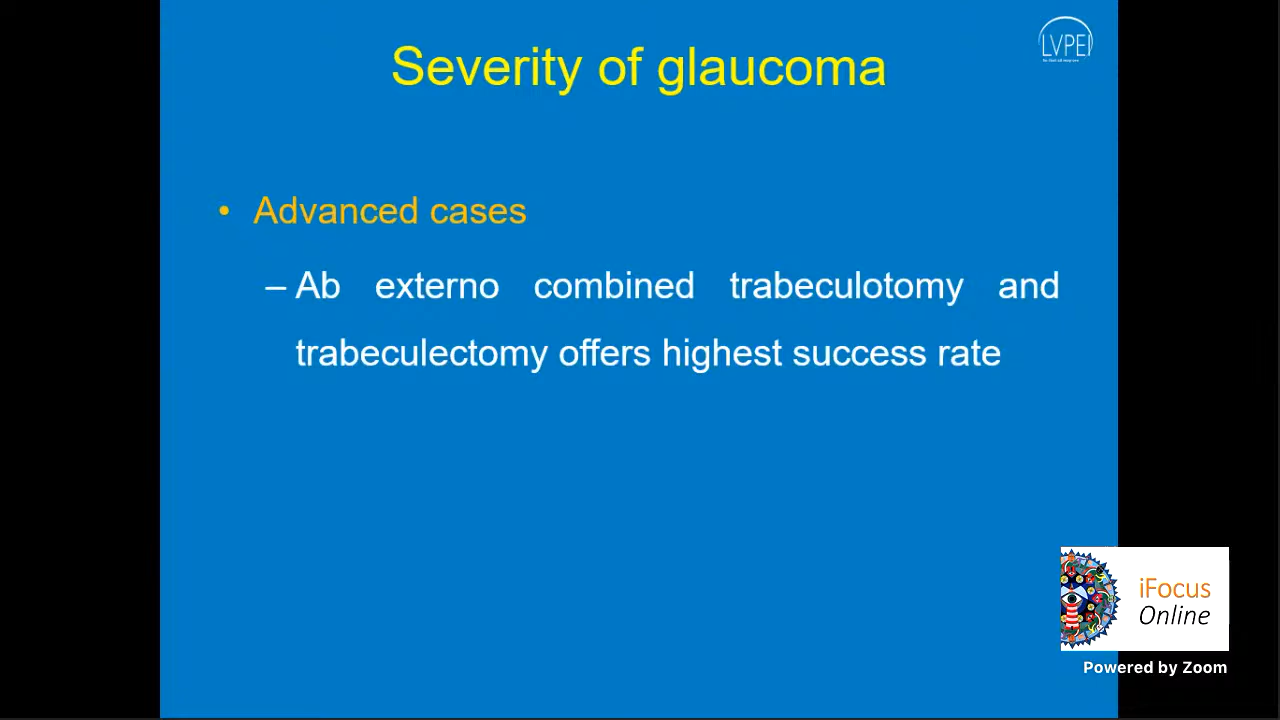 Severity of glaucoma
LVPEI
• Advanced cases
– Ab externo combined trabeculotomy and
trabeculectomy offers highest success rate
iFocus
Online
Powered by Zoom